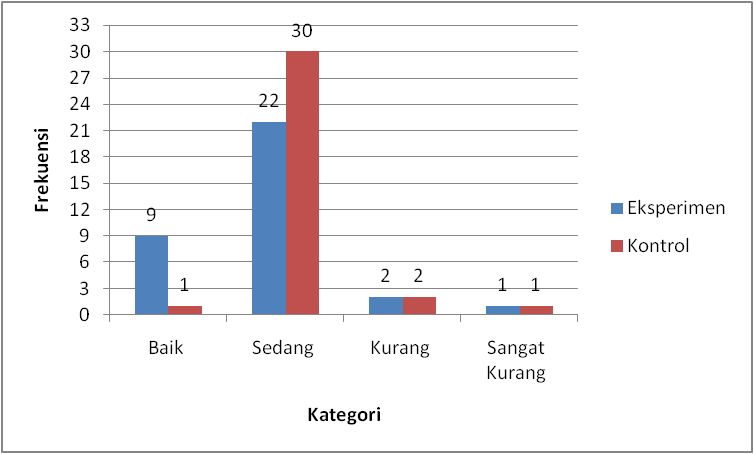 33
30
27
24
21
18
15
12
9
6
3
0
Frekuensi
9
1
22
30
2
2
1
1
Baik
Sedang
Kurang
Sangat
Kurang
Kategori
Eksperimen
Kontrol